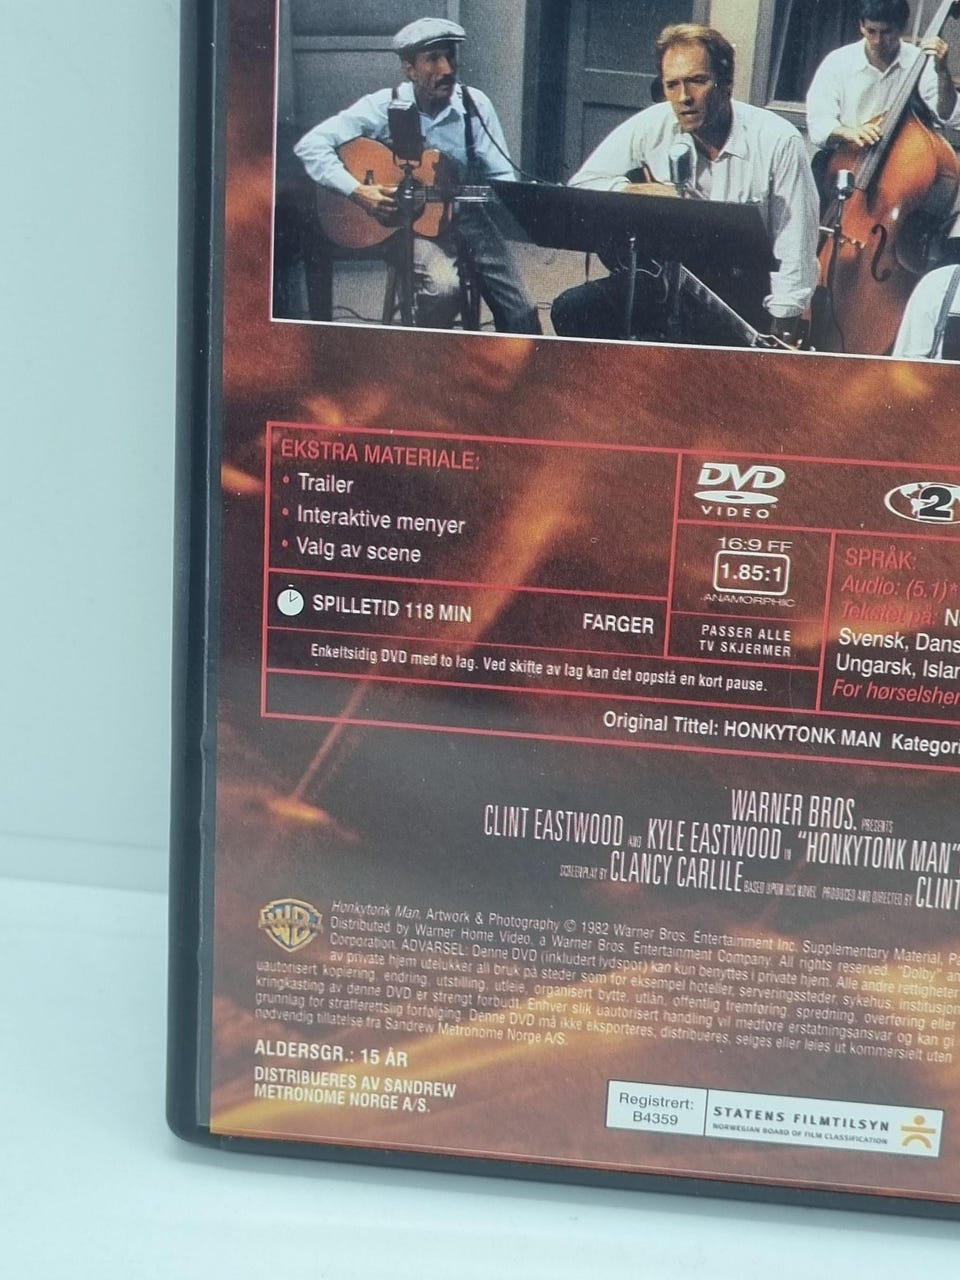 EKSTRA MATERIALE:
• Trailer
• Interaktive menyer
• Valg av scene
SPILLETID 118 MIN
FARGER
Enkeltsidig DVD med to lag. Ved skifte av lag kan det oppstå en kort pause.
DVD
VIDEO
2
16:9 FF
1.85:1
ANAMORPHIC
PASSER ALLE
TV SKJERMER
SPRÅK:
Audio: (5.1)*
Tekstet på:
Svensk, Dans
Ungarsk, Islan
For hørselshe
Original Tittel: HONKYTONK MAN Kategori
WARNER BROS. PRESENTS
CLINT EASTWOOD AND KYLE EASTWOOD IN "HONKYTONK MAN"
SCREENPLAY BY CLANCY CARLILE BASED UPON HIS NOVEL PRODUCED AND DIRECTED BY CLINT
WB
Honkytonk Man, Artwork & Photography © 1982 Warner Bros. Entertainment Inc. Supplementary Material, Pa
Distributed by Warner Home Video, a Warner Bros. Entertainment Company. All rights reserved. "Dolby" an
Corporation. ADVARSEL: Denne DVD (inkludert lydspor) kan kun benyttes i private hjem. Alle andre rettigheter
av private hjem utelukker all bruk på steder som for eksempel hoteller, serveringssteder, sykehus, institusjon
uautorisert kopiering, endring, utstilling, utleie, organisert bytte, utlån, offentlig fremføring, spredning, overføring eller
kringkasting av denne DVD er strengt forbudt. Enhver slik uautorisert handling vil medføre erstatningsansvar og kan gi
grunnlag for strafferettslig forfølging. Denne DVD må ikke eksporteres, distribueres, selges eller leies ut kommersielt uten
nødvendig tillatelse fra Sandrew Metronome Norge A/S.
ALDERSGR.: 15 ÅR
DISTRIBUERES AV SANDREW
METRONOME NORGE A/S.
Registrert:
B4359
STATENS FILMTILSYN
NORWEGIAN BOARD OF FILM CLASSIFICATION